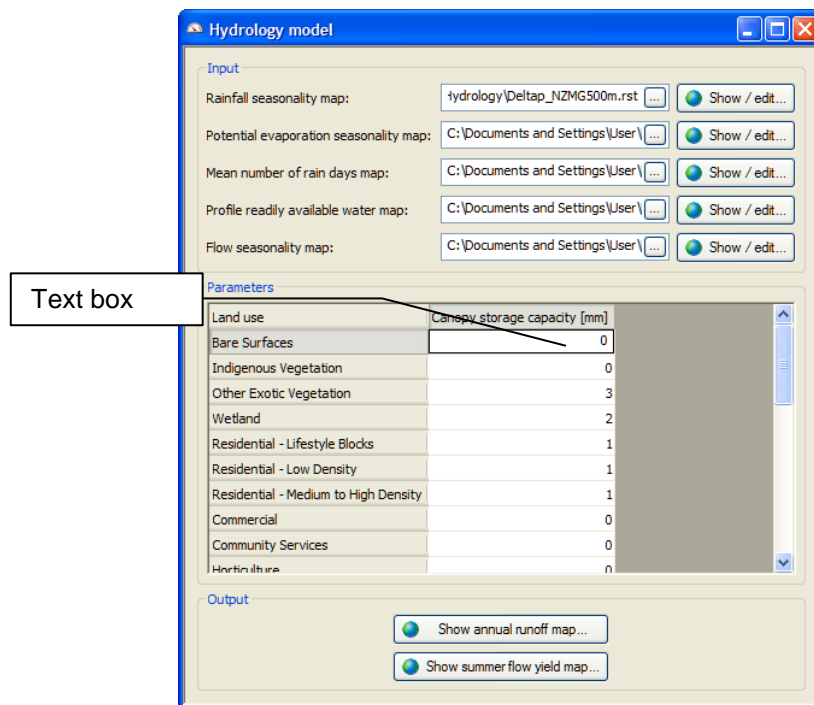 Hydrology model
Input
Rainfall seasonality map: Hydrology\Deltap_NZMG500m.rst ... Show / edit...
Potential evaporation seasonality map: C:\Documents and Settings\User\ ... Show / edit...
Mean number of rain days map: C:\Documents and Settings\User\ ... Show / edit...
Profile readily available water map: C:\Documents and Settings\User\ ... Show / edit...
Flow seasonality map: C:\Documents and Settings\User\ ... Show / edit...
Text box
Parameters
Land use Canopy storage capacity [mm]
Bare Surfaces 0
Indigenous Vegetation 0
Other Exotic Vegetation 3
Wetland 2
Residential - Lifestyle Blocks 1
Residential - Low Density 1
Residential - Medium to High Density 1
Commercial 0
Community Services 0
Horticulture 0
Output
Show annual runoff map...
Show summer flow yield map...